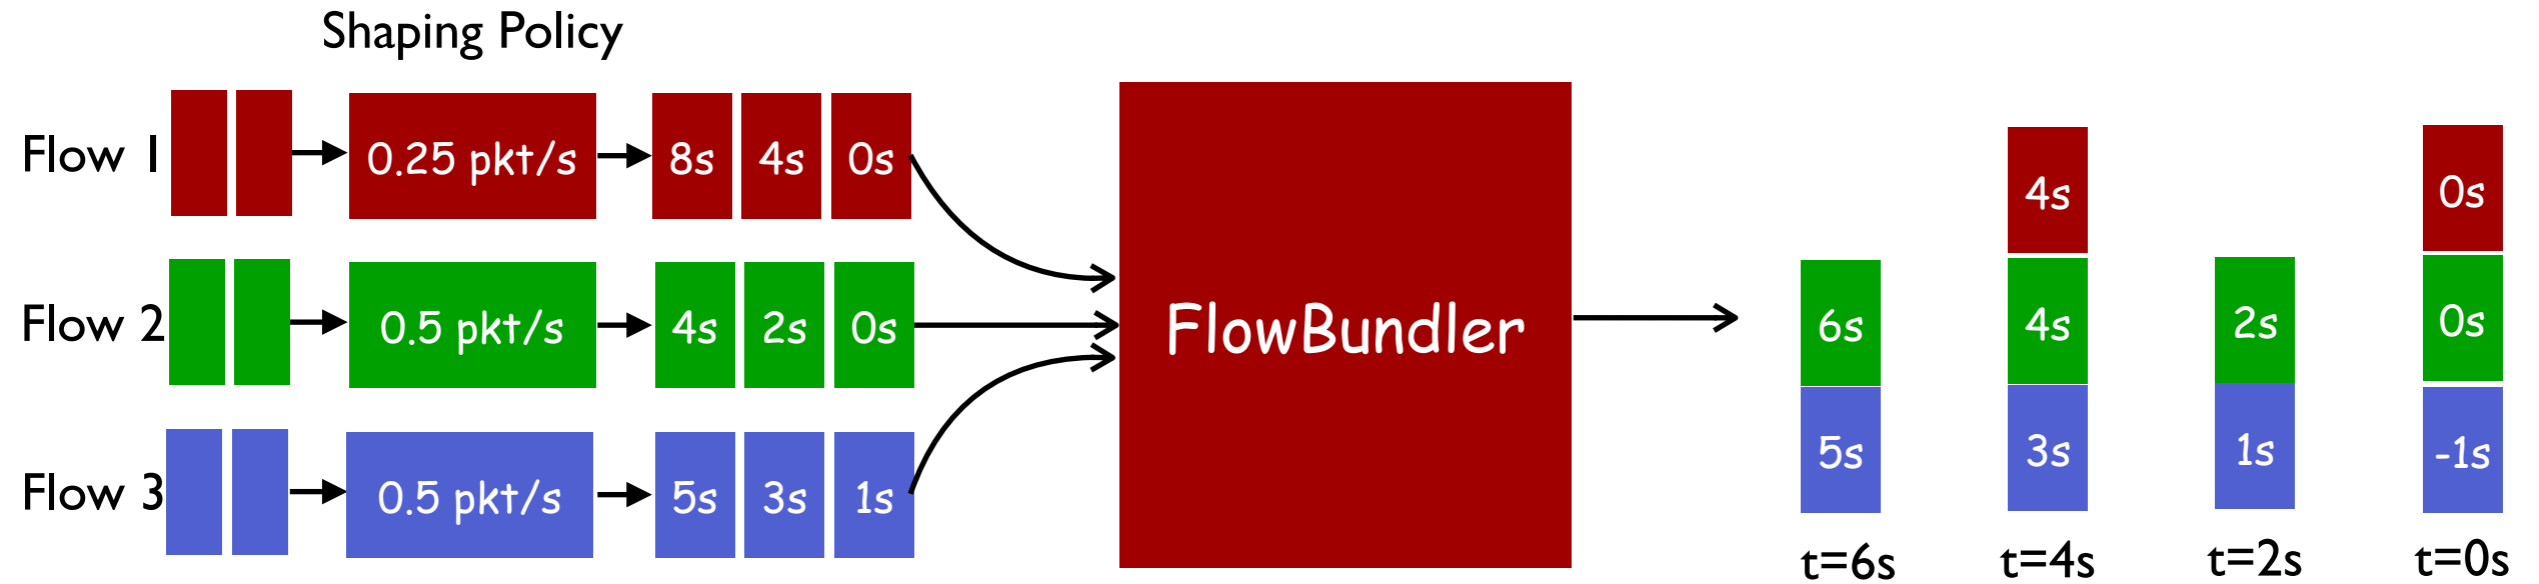 Shaping Policy
Flow 1 0.25 pkt/s 8s 4s 0s
Flow 2 0.5 pkt/s 4s 2s 0s
Flow 3 0.5 pkt/s 5s 3s 1s
FlowBundler
4s 0s
6s 4s 2s 0s
5s 3s 1s -1s
t=6s t=4s t=2s t=0s